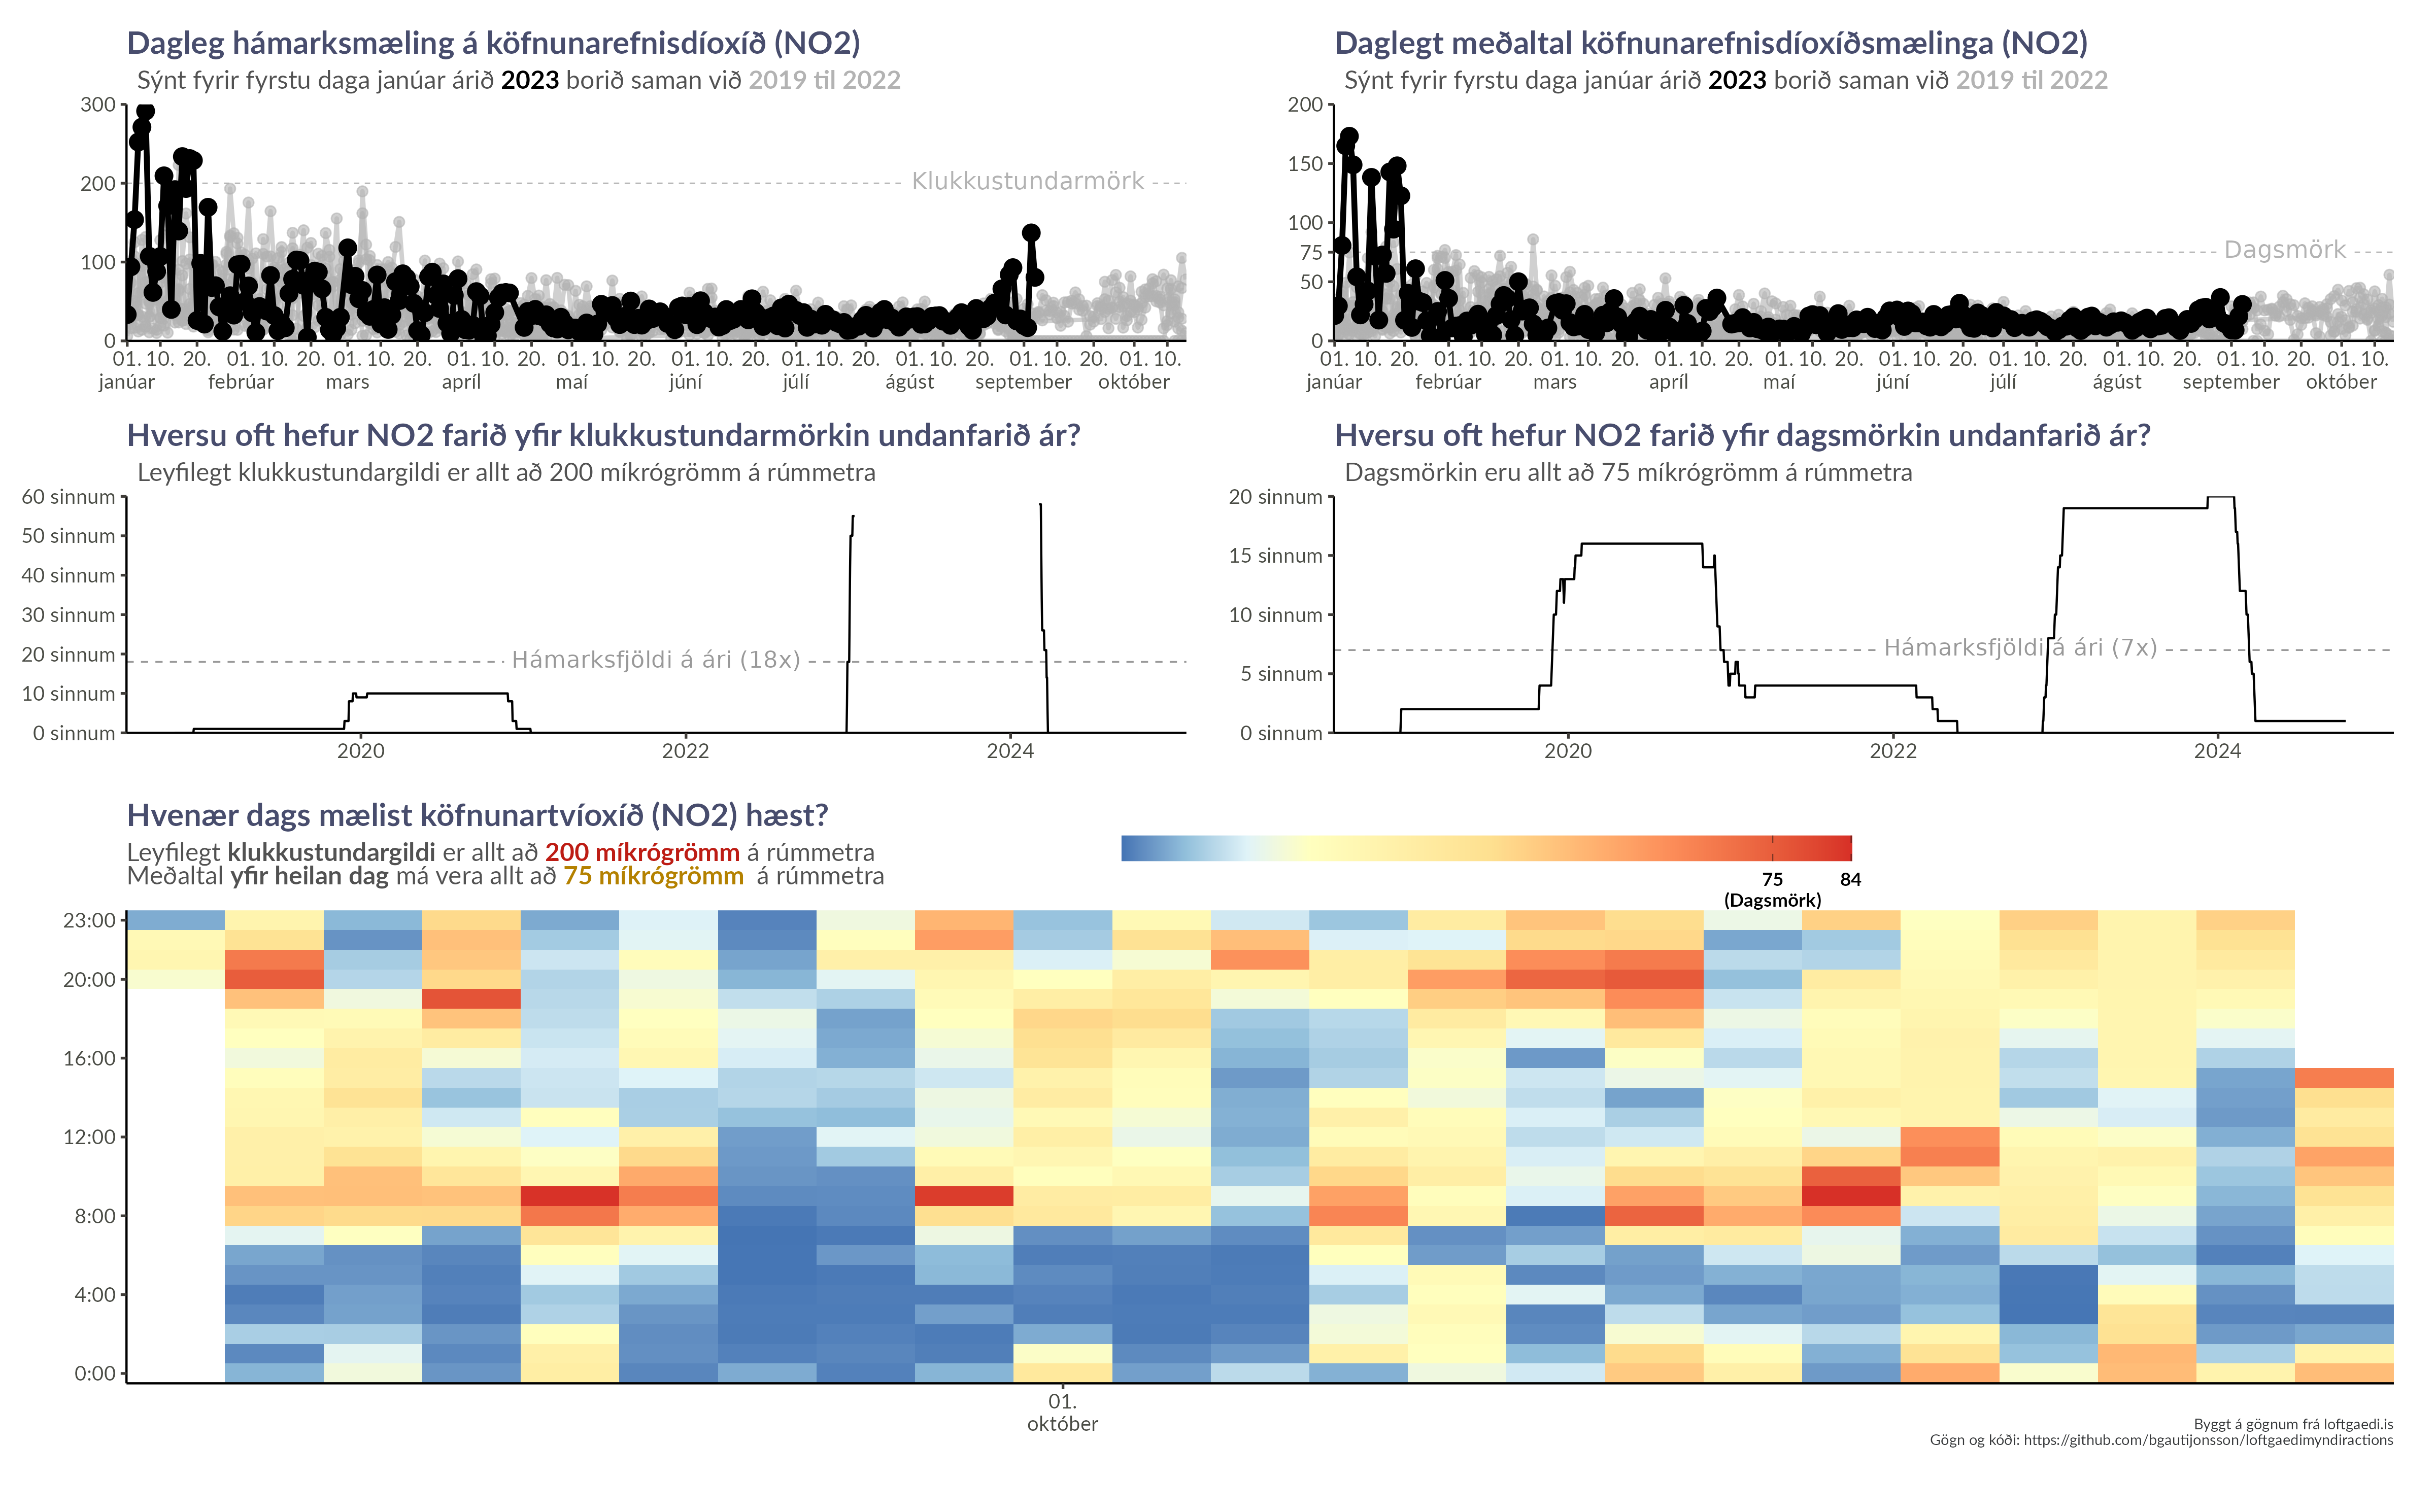 Dagleg hámarksmæling á köfnunarefnisdíoxíð (NO2)
Sýnt fyrir fyrstu daga janúar árið 2023 borið saman við 2019 til 2022
300
200
100
0
Klukkustundarmörk
01. 10. 20. 01. 10. 20. 01. 10. 20. 01. 10. 20. 01. 10. 20. 01. 10. 20. 01. 10. 20. 01. 10. 20. 01. 10. 20. 01. 10.
janúar febrúar mars apríl maí júní júlí ágúst september október
Daglegt meðaltal köfnunarefnisdíoxíðsmælinga (NO2)
Sýnt fyrir fyrstu daga janúar árið 2023 borið saman við 2019 til 2022
200
150
100
75
50
0
Dagsmörk
01. 10. 20. 01. 10. 20. 01. 10. 20. 01. 10. 20. 01. 10. 20. 01. 10. 20. 01. 10. 20. 01. 10. 20. 01. 10. 20. 01. 10.
janúar febrúar mars apríl maí júní júlí ágúst september október
Hversu oft hefur NO2 farið yfir klukkustundarmörkin undanfarið ár?
Leyfilegt klukkustundargildi er allt að 200 míkrógrömm á rúmmetra
60 sinnum
50 sinnum
40 sinnum
30 sinnum
20 sinnum
10 sinnum
0 sinnum
Hámarksfjöldi á ári (18x)
2020 2022 2024
Hversu oft hefur NO2 farið yfir dagsmörkin undanfarið ár?
Dagsmörkin eru allt að 75 míkrógrömm á rúmmetra
20 sinnum
15 sinnum
10 sinnum
5 sinnum
0 sinnum
Hámarksfjöldi á ári (7x)
2020 2022 2024
Hvenær dags mælist köfnunartvíoxíð (NO2) hæst?
Leyfilegt klukkustundargildi er allt að 200 míkrógrömm á rúmmetra
Meðaltal yfir heilan dag má vera allt að 75 míkrógrömm á rúmmetra
75 84
(Dagsmörk)
23:00
20:00
16:00
12:00
8:00
4:00
0:00
01.
október
Byggt á gögnum frá loftgaedi.is
Gögn og kóði: https://github.com/bgautijonsson/loftgaedimyndiractions